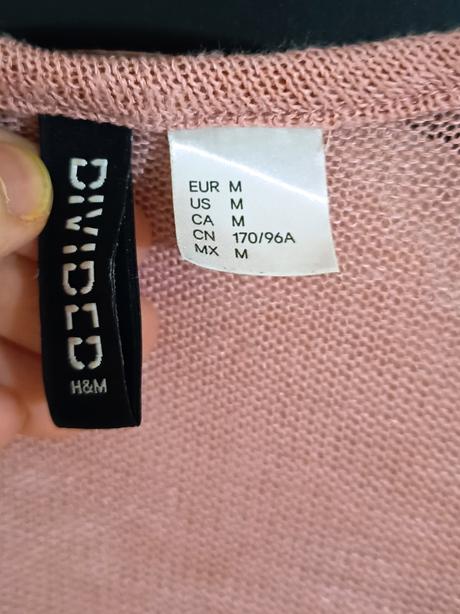 DIVIDED
H&M
EUR M
US M
CA M
CN 170/96A
MX M